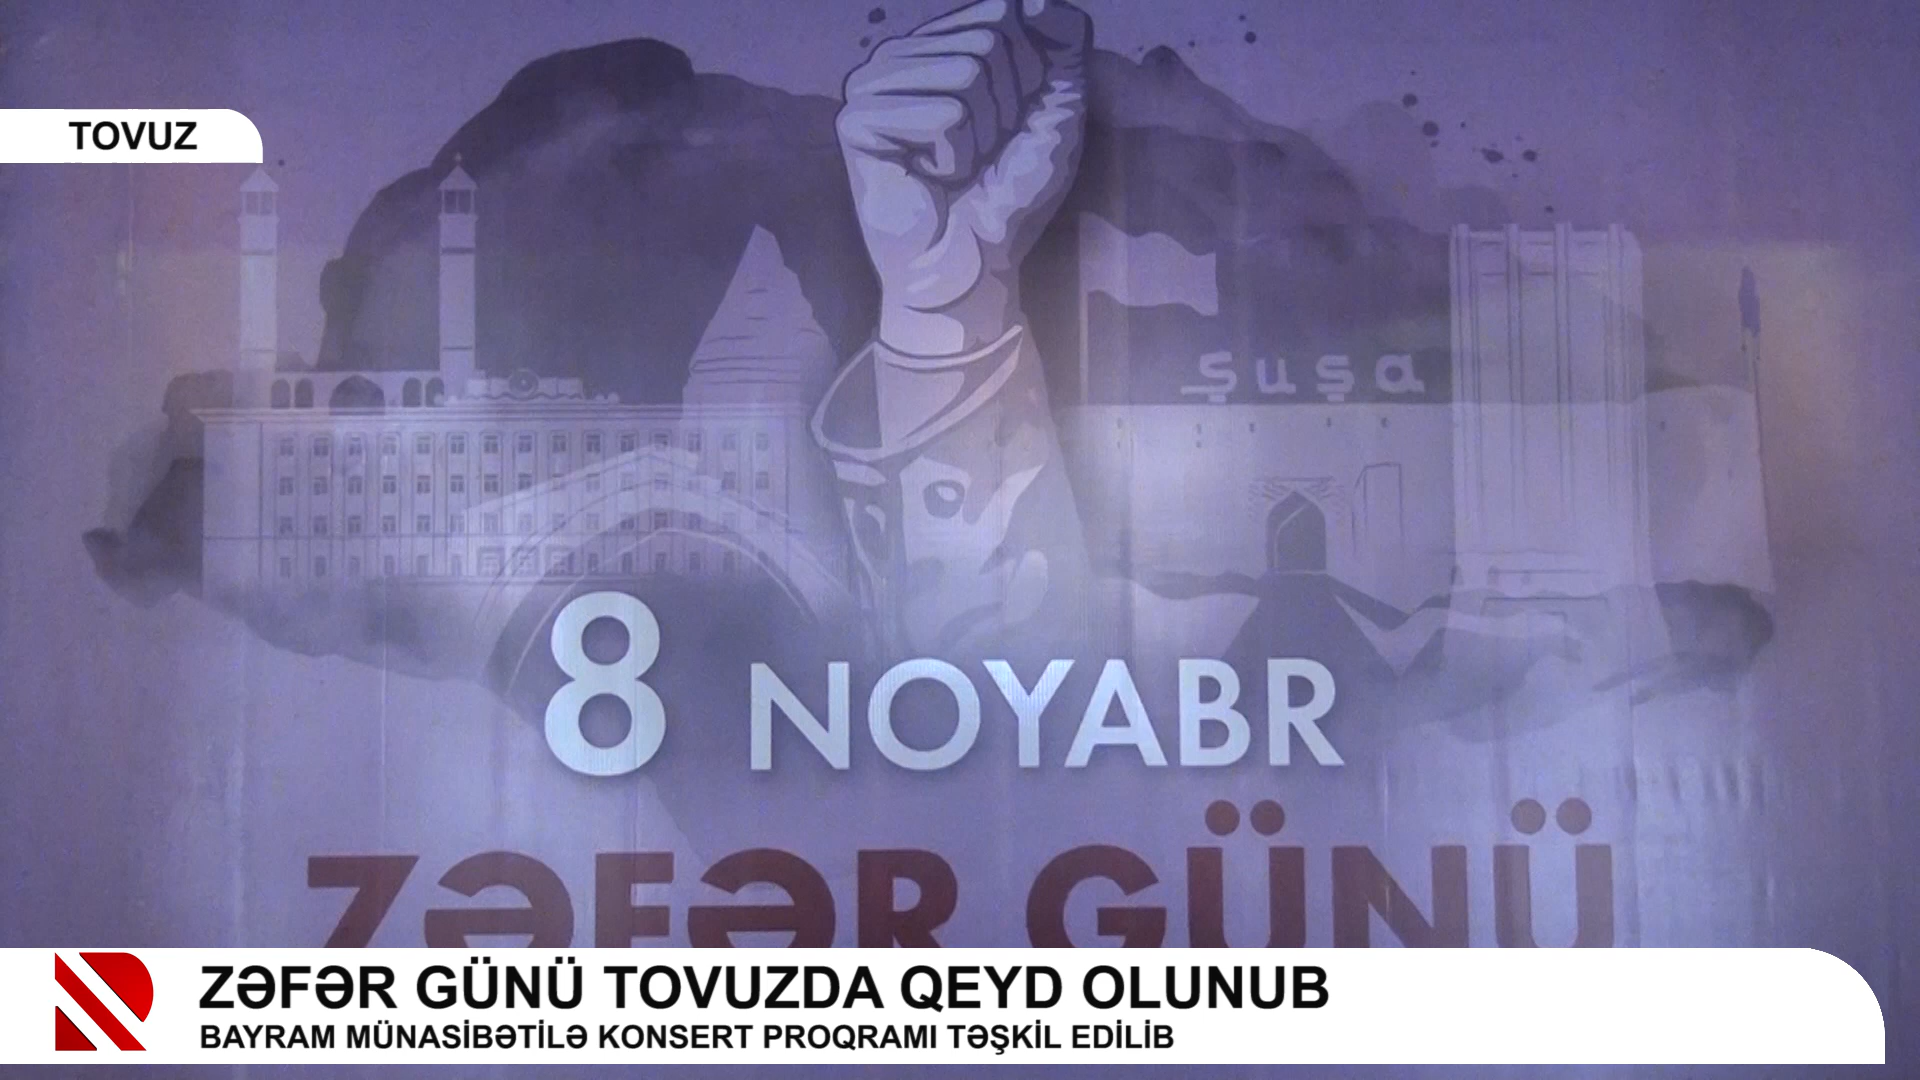 TOVUZ
Şuşa
8 NOYABR
ZƏFƏR GÜNÜ
ZƏFƏR GÜNÜ TOVUZDA QEYD OLUNUB
BAYRAM MÜNASİBƏTİLƏ KONSERT PROQRAMI TƏŞKİL EDİLİB